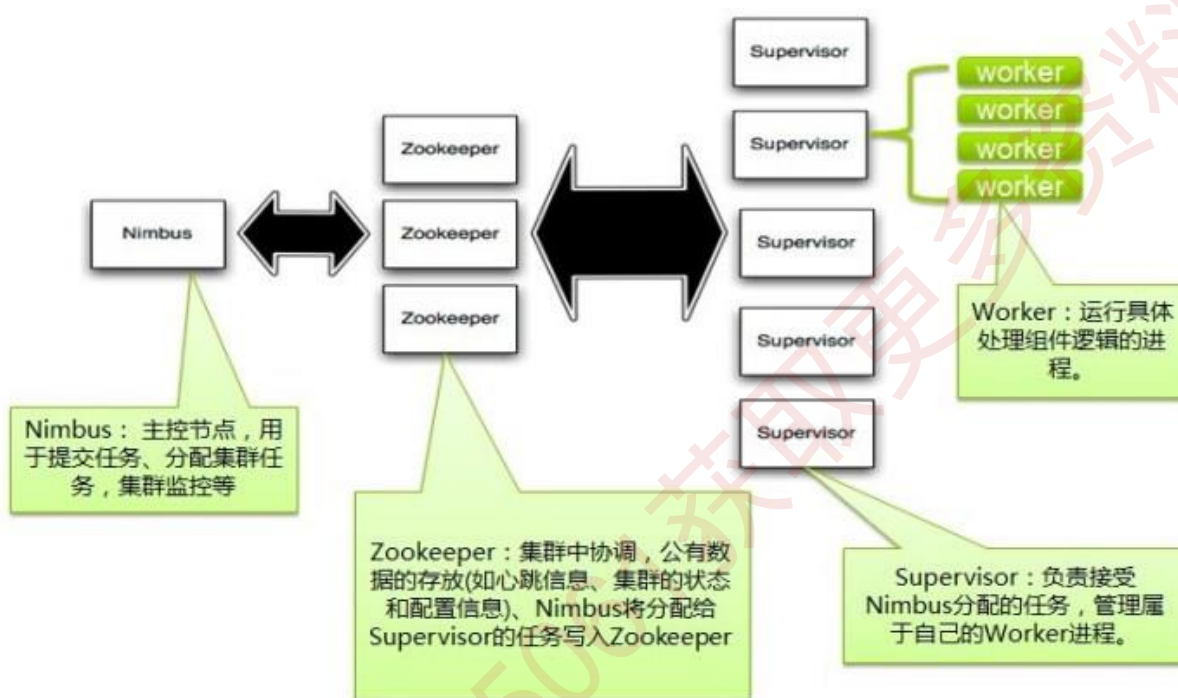 Supervisor
Supervisor
Supervisor
Supervisor
Supervisor
worker
worker
worker
worker
Zookeeper
Zookeeper
Zookeeper
Nimbus
Worker：运行具体
处理组件逻辑的进
程。
Nimbus： 主控节点，用
于提交任务、分配集群任
务，集群监控等
Zookeeper：集群中协调，公有数
据的存放(如心跳信息、集群的状态
和配置信息)、Nimbus将分配给
Supervisor的任务写入Zookeeper
Supervisor：负责接受
Nimbus分配的任务，管理属
于自己的Worker进程。
获取更多资料